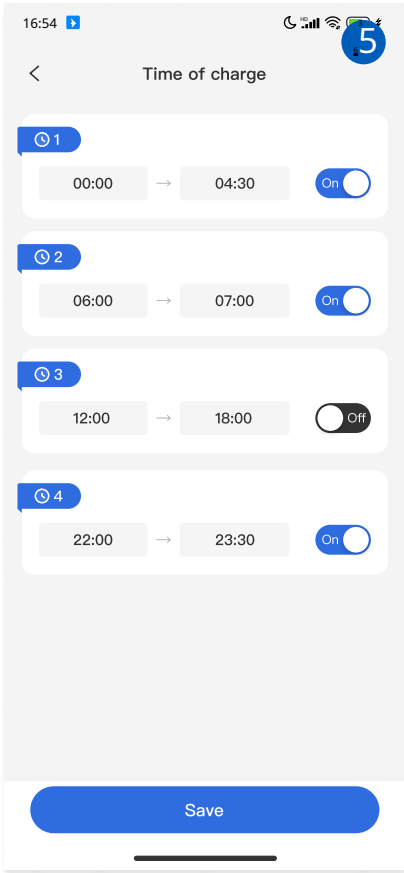 16:54 HD 5
Time of charge
1
00:00 → 04:30 On
2
06:00 → 07:00 On
3
12:00 → 18:00 Off
4
22:00 → 23:30 On
Save